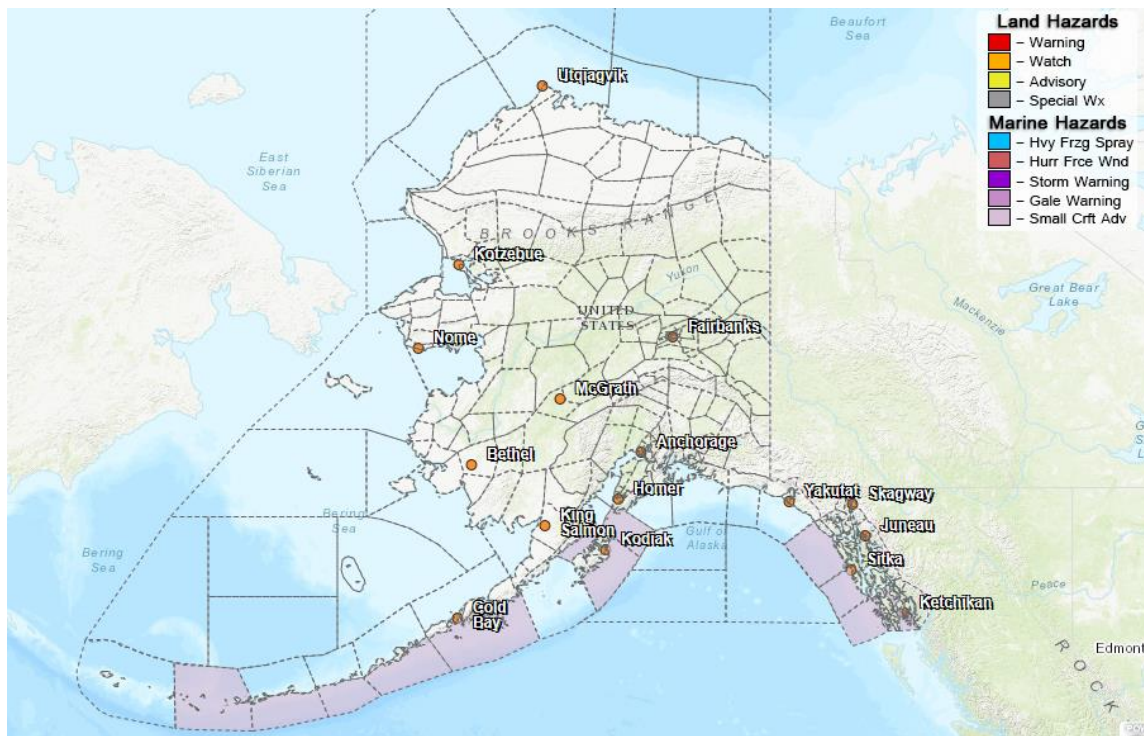 Beaufort
Sea
Land Hazards
– Warning
– Watch
– Advisory
– Special Wx
Marine Hazards
– Hvy Frzg Spray
– Hurr Frce Wnd
– Storm Warning
– Gale Warning
– Small Crft Adv
Utqiagvik
East
Siberian
Sea
BROOKS RANGE
Kotzebue
Yukon
Great Bear
Lake
Mackenzie
UNITED
STATES
Fairbanks
Nome
McGrath
Anchorage
Bethel
Homer
Yakutat
Skagway
King
Salmon
Bering
Sea
Gulf of
Alaska
Juneau
Kodiak
Bering
Sea
Sitka
Peace
Cold
Bay
Ketchikan
Edmont
ROCK